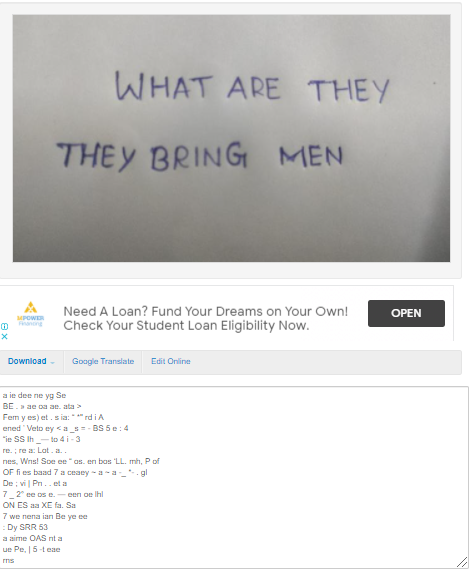 WHAT ARE THEY
THEY BRING MEN
MPOWER
Financing
Need A Loan? Fund Your Dreams on Your Own!
Check Your Student Loan Eligibility Now.
OPEN
Download
Google Translate
Edit Online
a ie dee ne yg Se
BE . » ae oa ae. ata >
Fem y es) et . s ia: “ *” rd i A
ened ` Veto ey < a _s = - BS 5 e : 4
“ie SS Ih _— to 4 i - 3
re. ; re a: Lot . a. .
nes, Wns! Soe ee “ os. en bos ‘LL. mh, P of
OF fi es baad 7 a ceaey ~ a ~ a -_ “- . gl
De ; vi | Pn . . et a
7 _ 2” ee os e. — een oe Ihl
ON ES aa XE fa. Sa
7 we nena ian Be ye ee
: Dy SRR 53
a aime OAS nt a
ue Pe, | 5 -t eae
rns